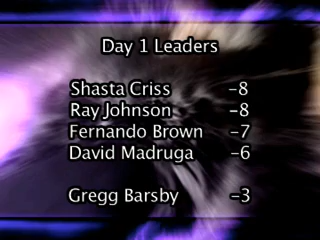 Day 1 Leaders
Shasta Criss -8
Ray Johnson -8
Fernando Brown -7
David Madruga -6
Gregg Barsby -3